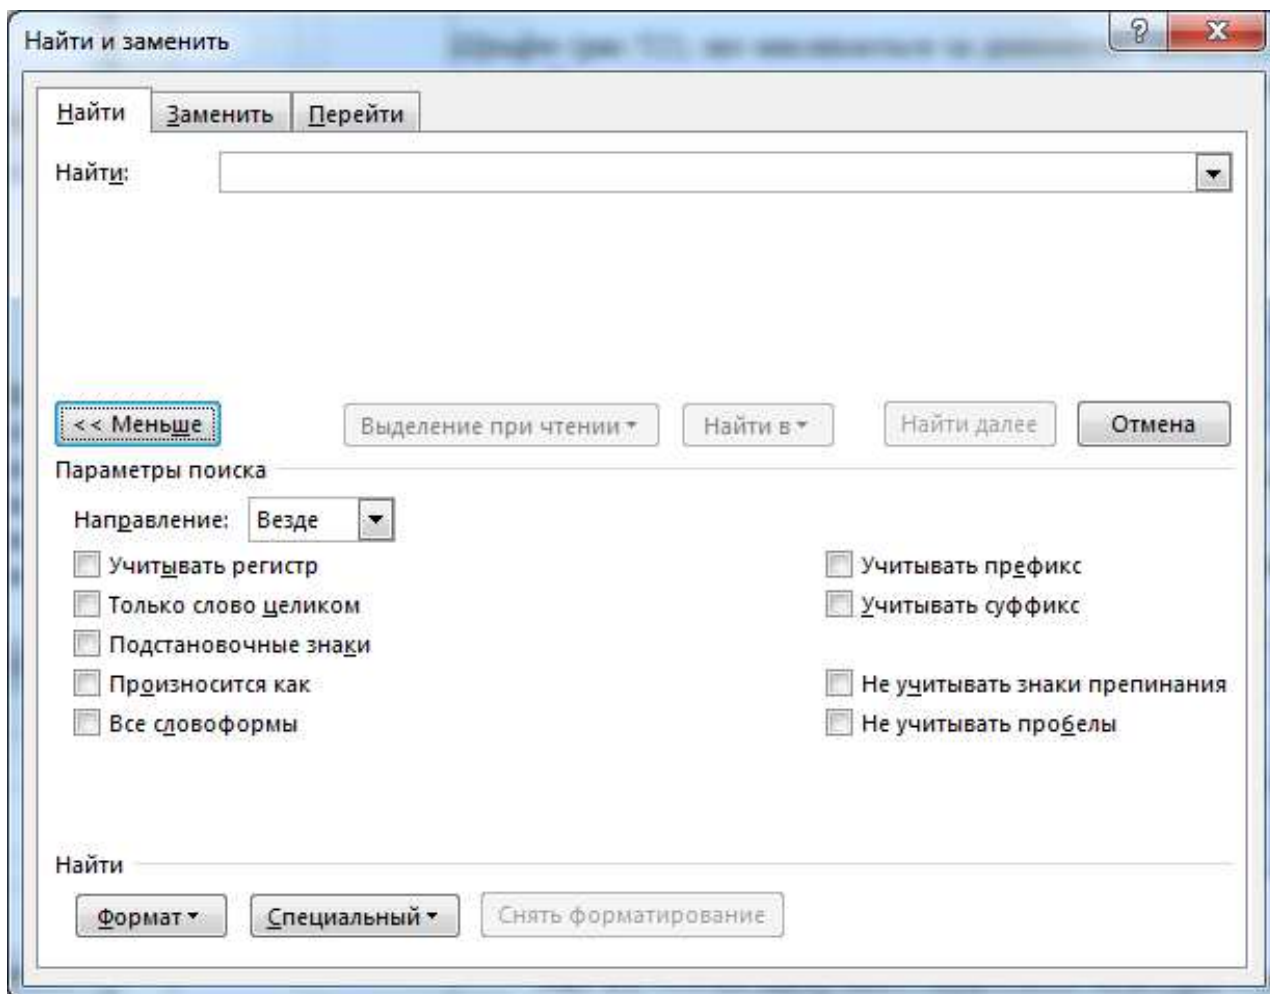 Найти и заменить
Найти Заменить Перейти
Найти:
<< Меньше Выделение при чтении Найти в Найти далее Отмена
Параметры поиска
Направление: Везде
Учитывать регистр Учитывать префикс
Только слово целиком Учитывать суффикс
Подстановочные знаки
Произносится как Не учитывать знаки препинания
Все словоформы Не учитывать пробелы
Найти
Формат Специальный Снять форматирование